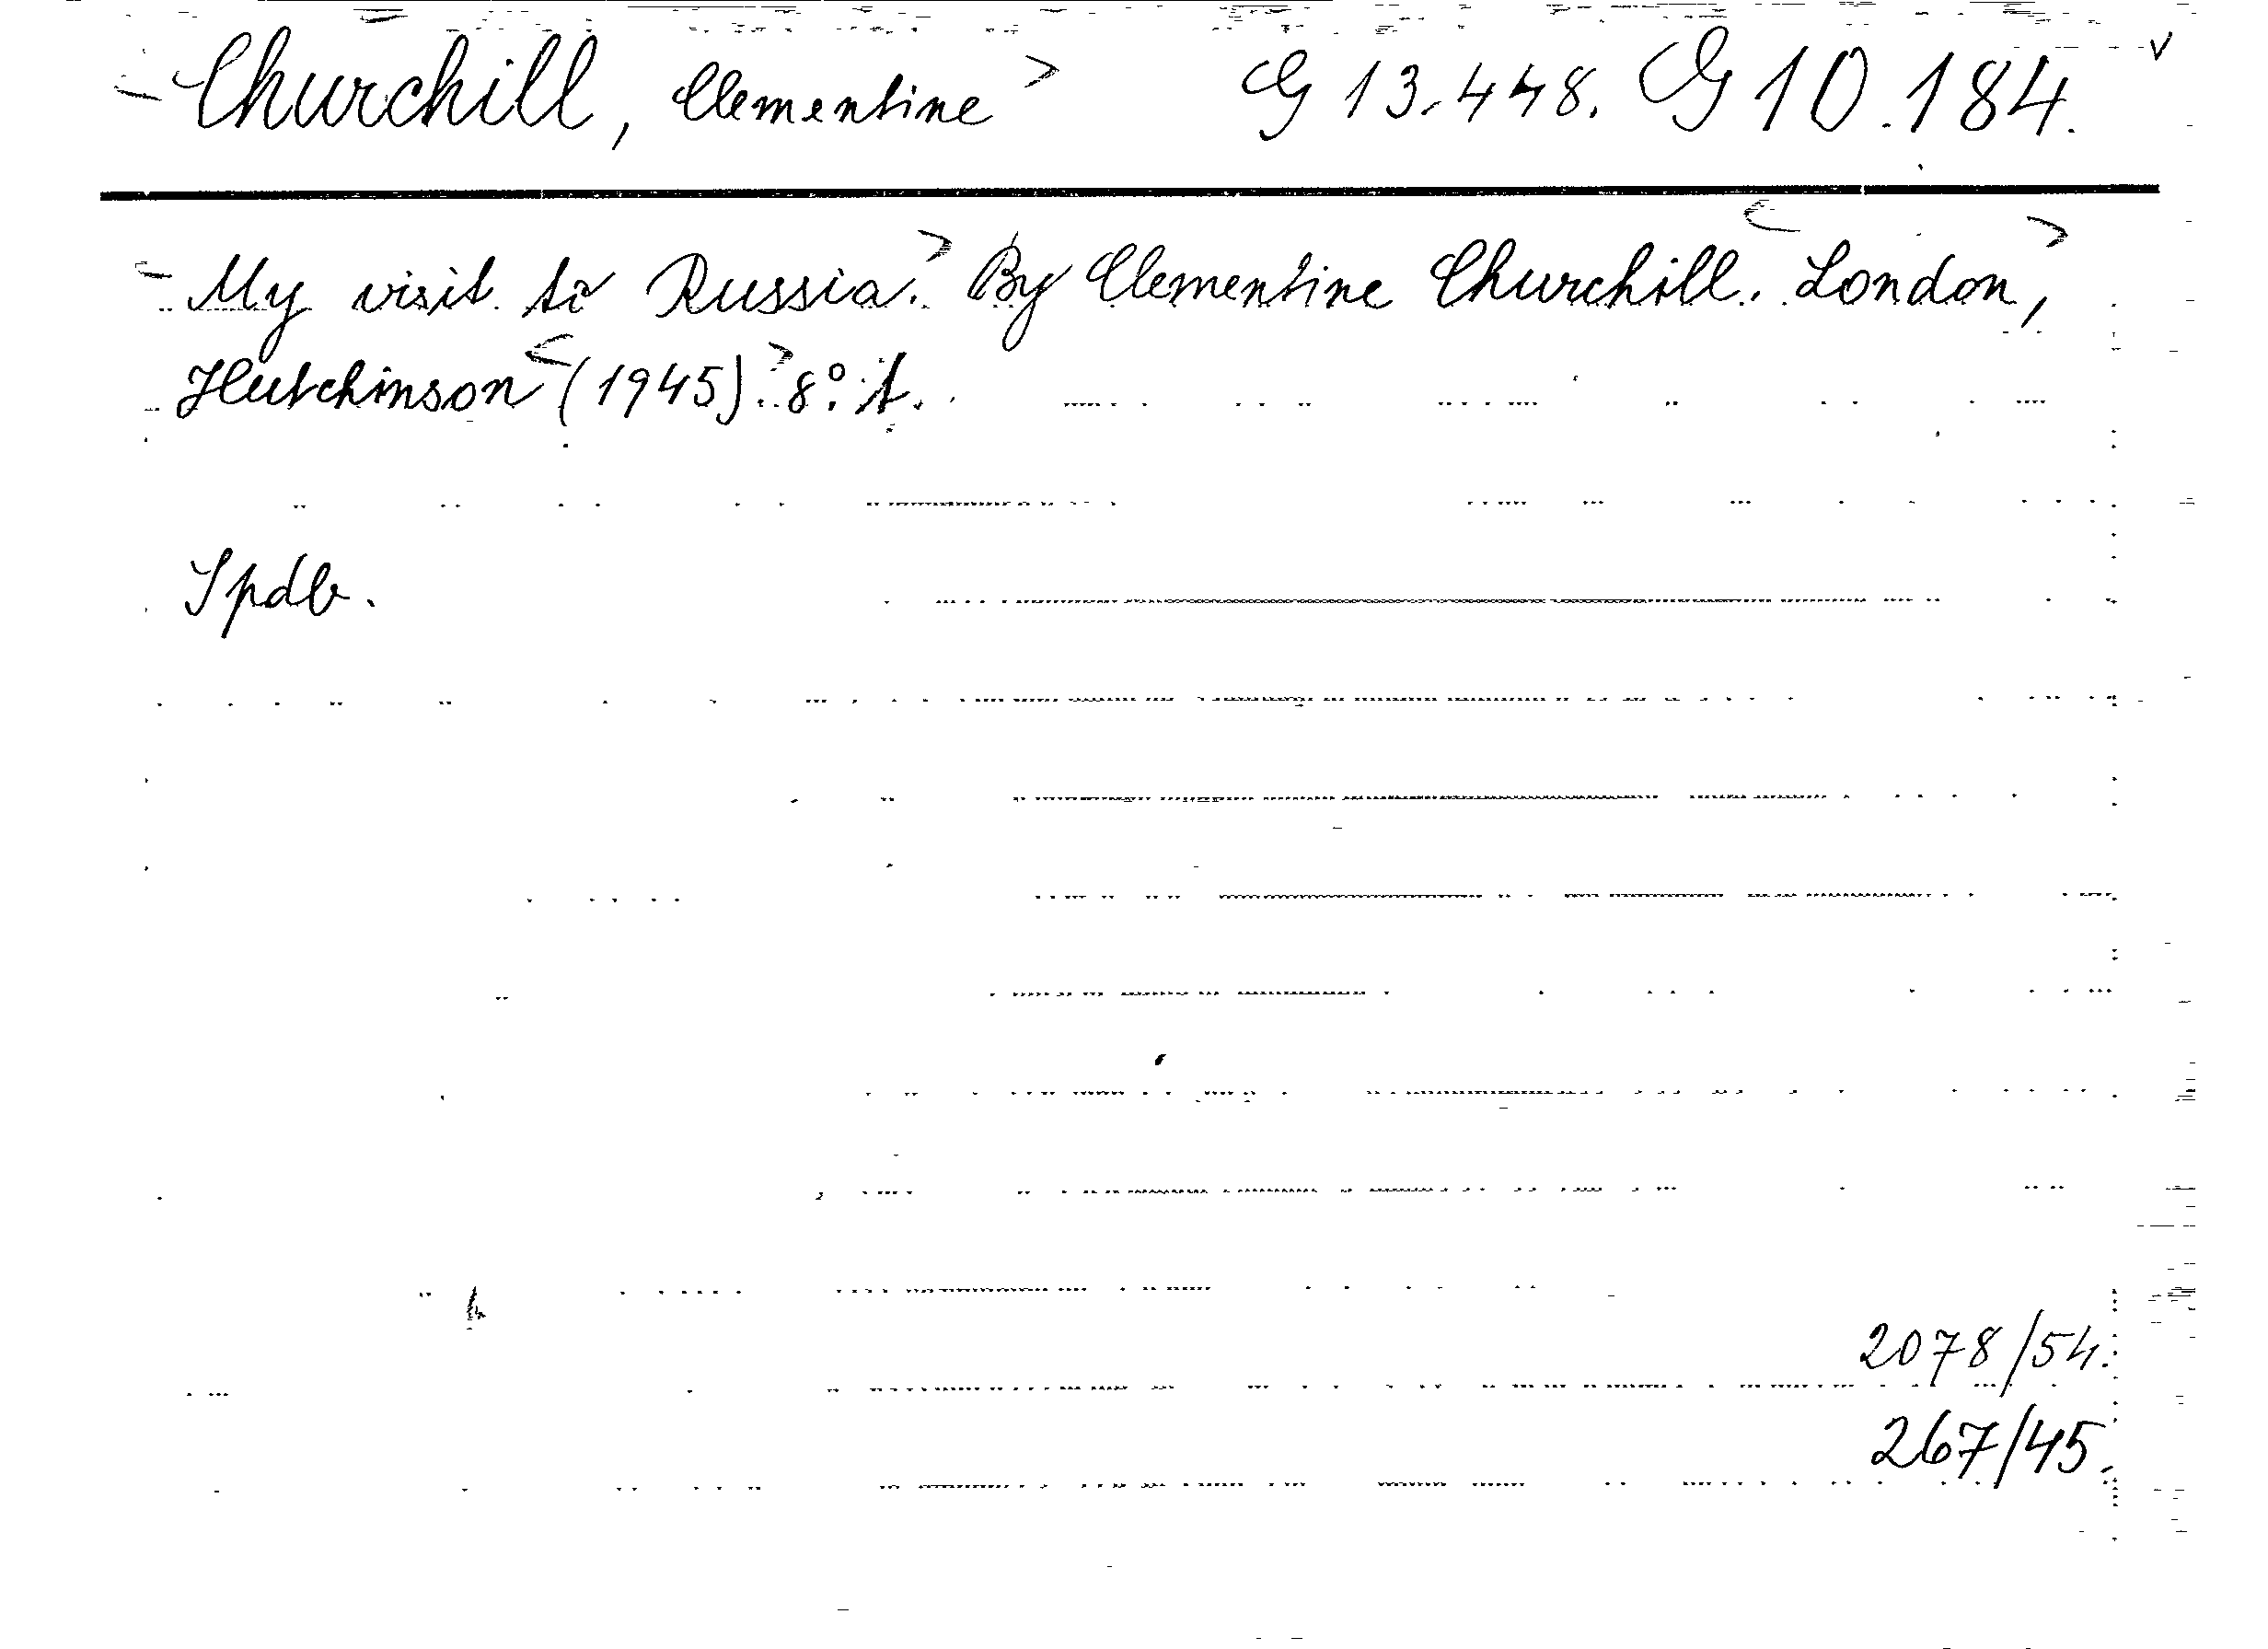 Churchill, Clementine G 13.448. G 10.184.
My visit to Russia. By Clementine Churchill. London,
Hutchinson (1945). 8° A.
Spdb.
2078/54.
267/45.